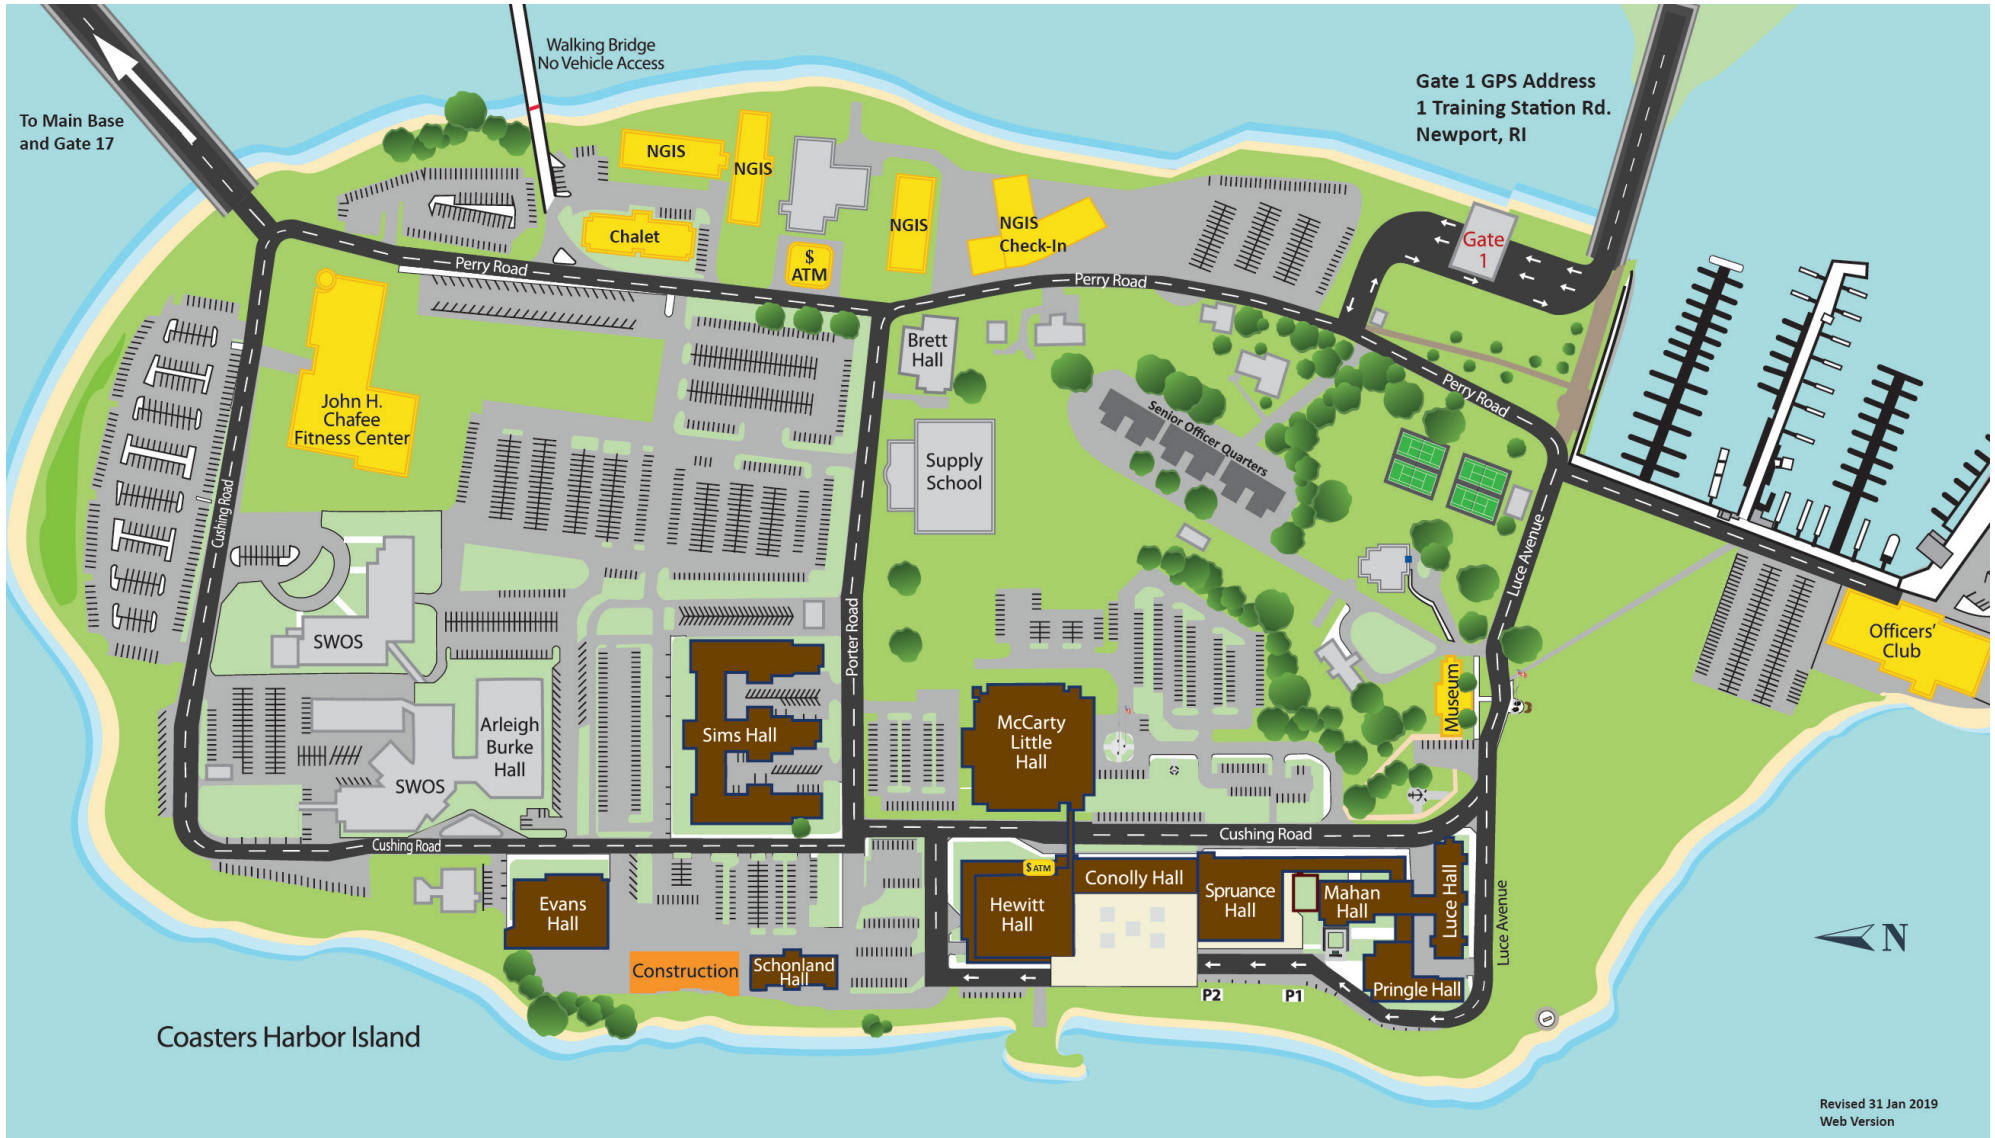 Walking Bridge
No Vehicle Access
Gate 1 GPS Address
1 Training Station Rd.
Newport, RI
To Main Base
and Gate 17
NGIS
NGIS
NGIS
NGIS
Check-In
Chalet
$
ATM
Gate
1
Perry Road
Perry Road
Perry Road
Brett
Hall
John H.
Chafee
Fitness Center
Senior Officer Quarters
Supply
School
Cushing Road
Luce Avenue
SWOS
Porter Road
Officers'
Club
Museum
Arleigh
Burke
Hall
Sims Hall
McCarty
Little
Hall
SWOS
Cushing Road
Cushing Road
$ ATM
Conolly Hall
Spruance
Hall
Mahan
Hall
Luce Hall
Luce Avenue
Evans
Hall
Hewitt
Hall
N
Construction
Schonland
Hall
Pringle Hall
P2
P1
Coasters Harbor Island
Revised 31 Jan 2019
Web Version